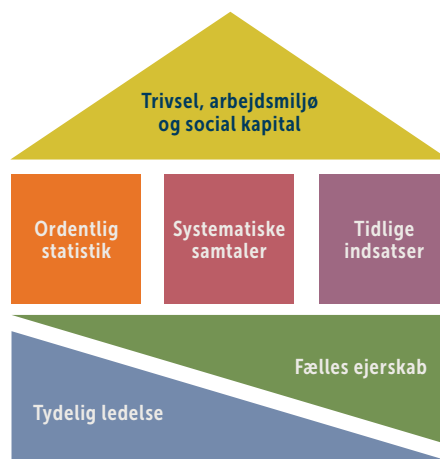 Trivsel, arbejdsmiljø
og social kapital
Ordentlig
statistik
Systematiske
samtaler
Tidlige
indsatser
Fælles ejerskab
Tydelig ledelse